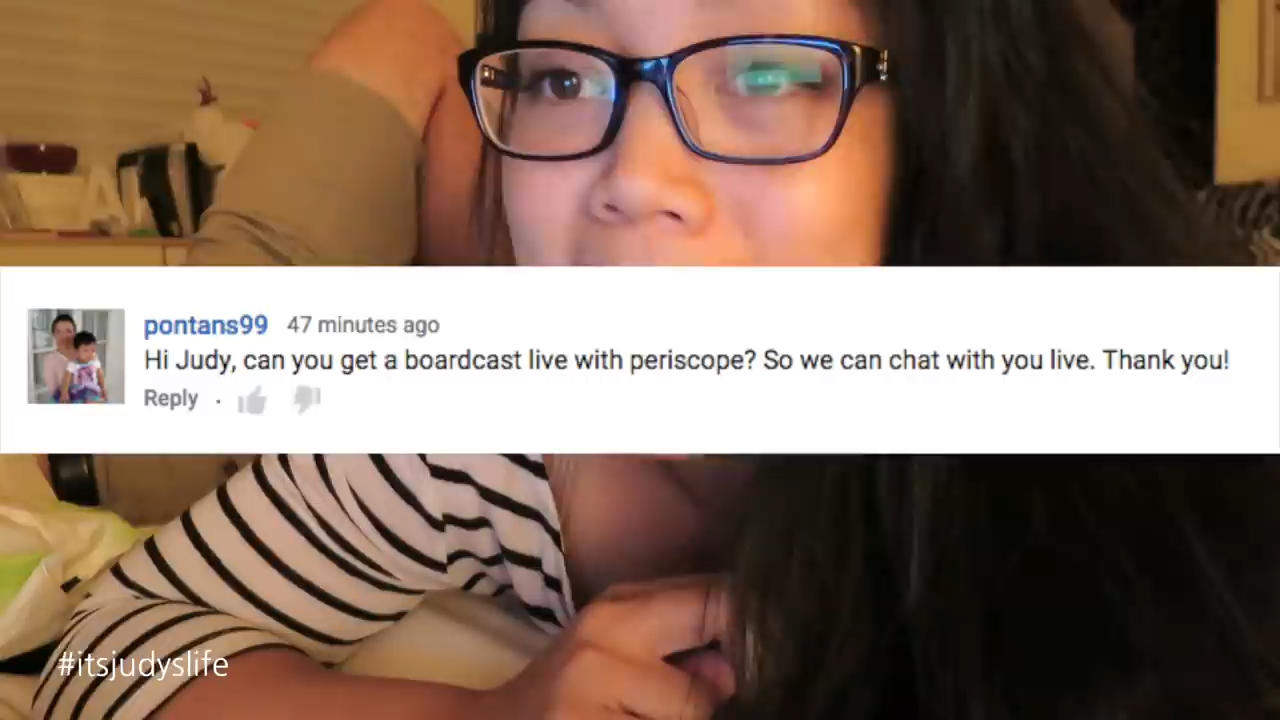 pontans99 47 minutes ago
Hi Judy, can you get a boardcast live with periscope? So we can chat with you live. Thank you!
Reply ·
#itsjudyslife